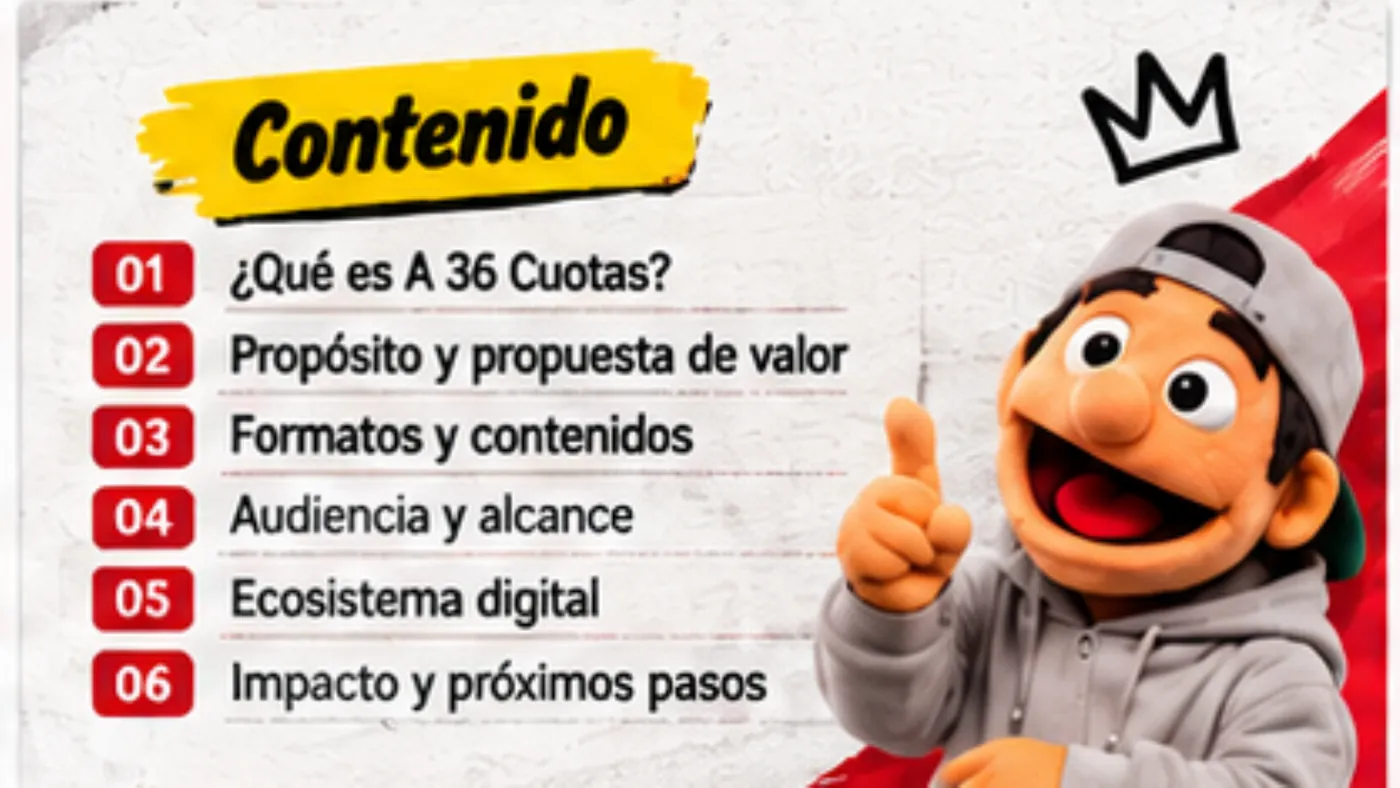 Contenido
01 ¿Qué es A 36 Cuotas?
02 Propósito y propuesta de valor
03 Formatos y contenidos
04 Audiencia y alcance
05 Ecosistema digital
06 Impacto y próximos pasos